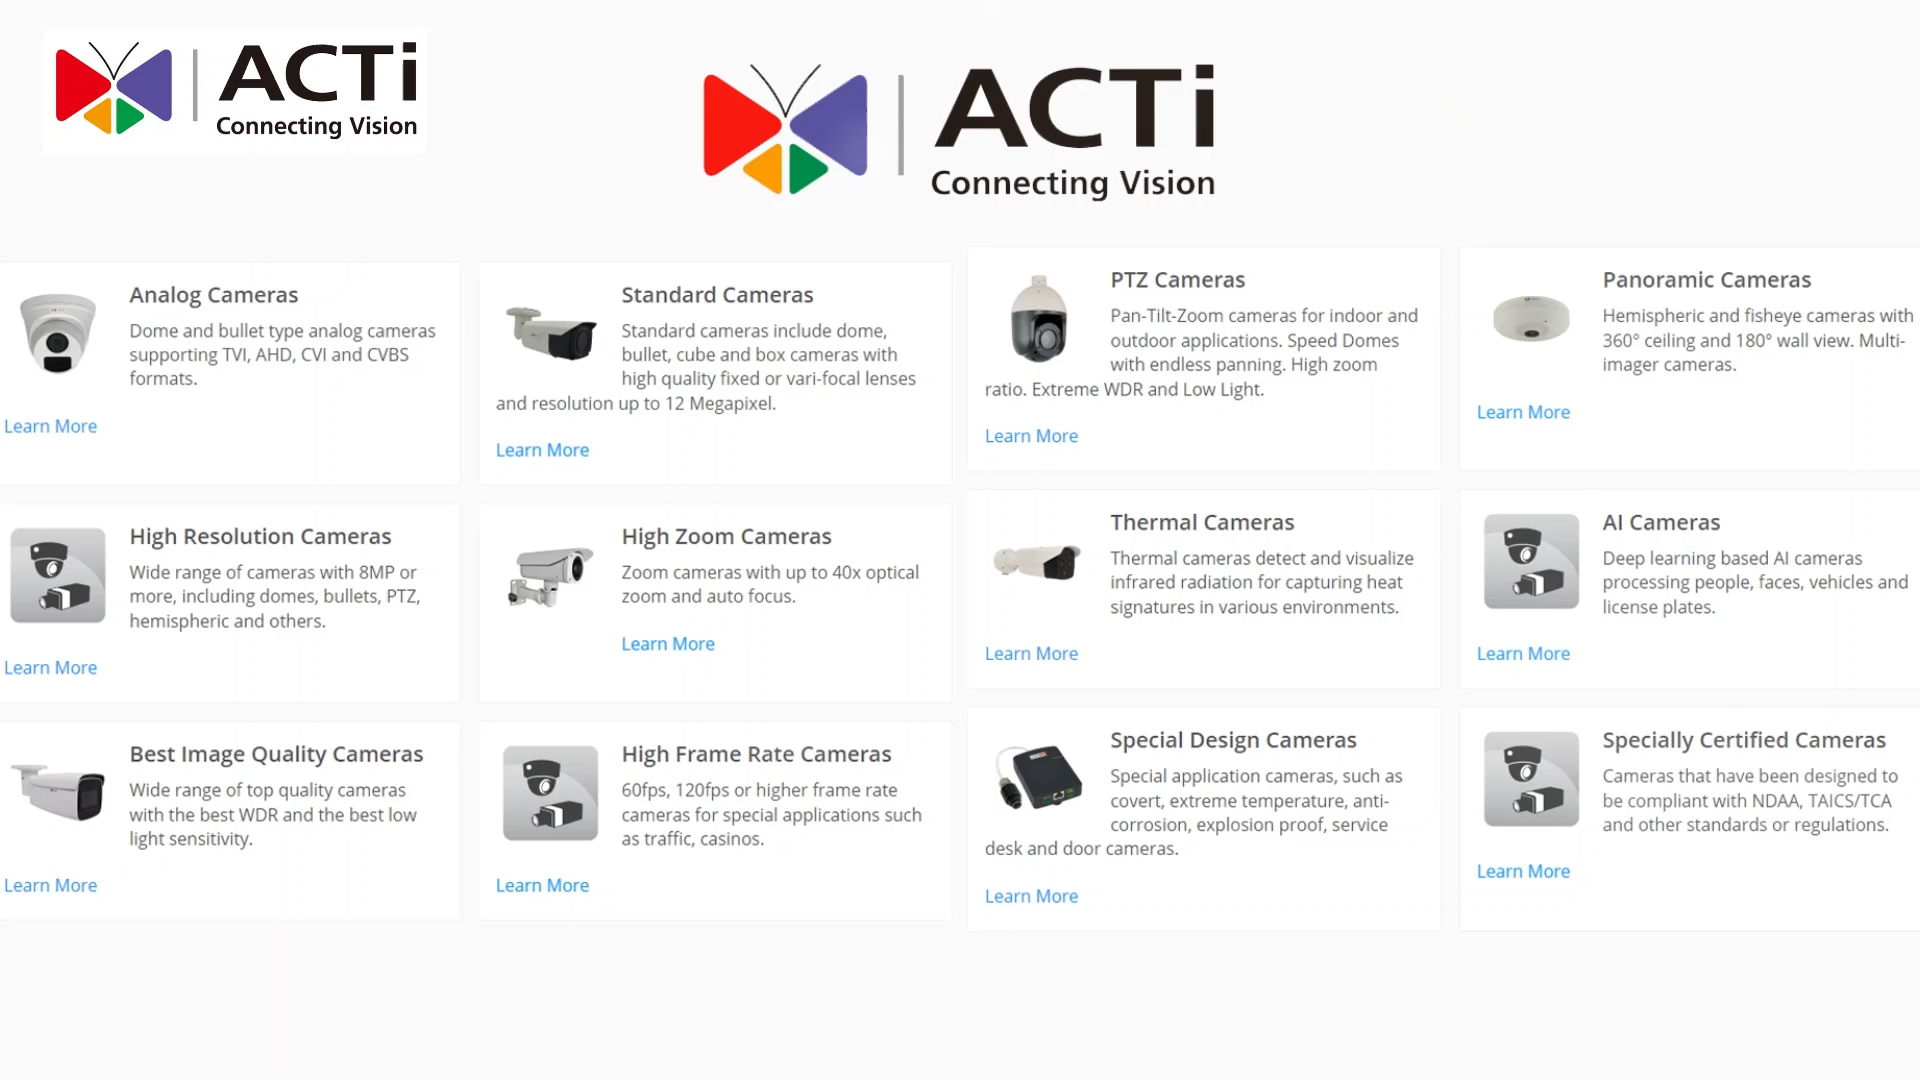 ACTi
Connecting Vision
ACTi
Connecting Vision
Analog Cameras
Dome and bullet type analog cameras
supporting TVI, AHD, CVI and CVBS
formats.
Learn More
Standard Cameras
Standard cameras include dome,
bullet, cube and box cameras with
high quality fixed or vari-focal lenses
and resolution up to 12 Megapixel.
Learn More
PTZ Cameras
Pan-Tilt-Zoom cameras for indoor and
outdoor applications. Speed Domes
with endless panning. High zoom
ratio. Extreme WDR and Low Light.
Learn More
Panoramic Cameras
Hemispheric and fisheye cameras with
360° ceiling and 180° wall view. Multi-
imager cameras.
Learn More
High Resolution Cameras
Wide range of cameras with 8MP or
more, including domes, bullets, PTZ,
hemispheric and others.
Learn More
High Zoom Cameras
Zoom cameras with up to 40x optical
zoom and auto focus.
Learn More
Thermal Cameras
Thermal cameras detect and visualize
infrared radiation for capturing heat
signatures in various environments.
Learn More
AI Cameras
Deep learning based AI cameras
processing people, faces, vehicles and
license plates.
Learn More
Best Image Quality Cameras
Wide range of top quality cameras
with the best WDR and the best low
light sensitivity.
Learn More
High Frame Rate Cameras
60fps, 120fps or higher frame rate
cameras for special applications such
as traffic, casinos.
Learn More
Special Design Cameras
Special application cameras, such as
covert, extreme temperature, anti-
corrosion, explosion proof, service
desk and door cameras.
Learn More
Specially Certified Cameras
Cameras that have been designed to
be compliant with NDAA, TAICS/TCA
and other standards or regulations.
Learn More